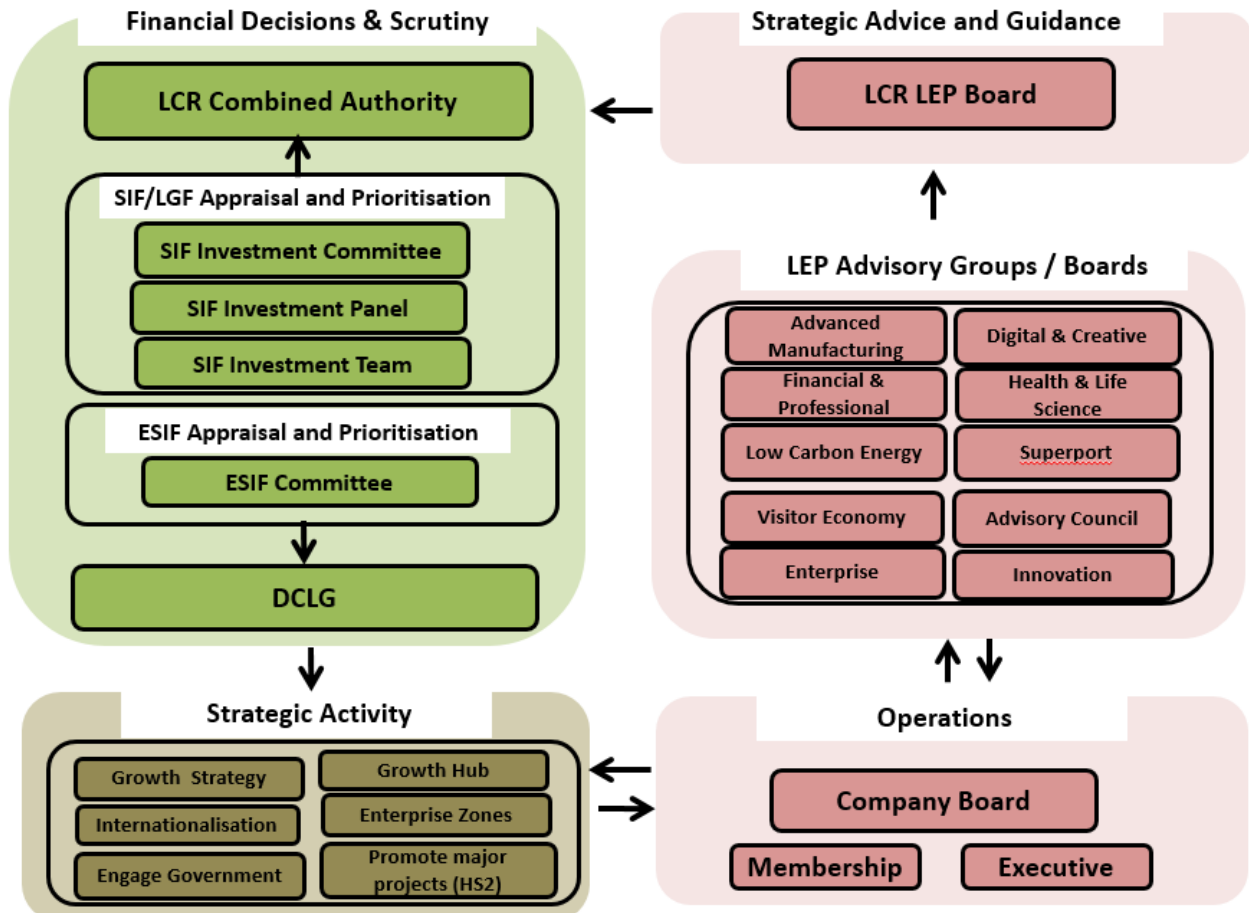 Financial Decisions & Scrutiny
LCR Combined Authority
SIF/LGF Appraisal and Prioritisation
SIF Investment Committee
SIF Investment Panel
SIF Investment Team
ESIF Appraisal and Prioritisation
ESIF Committee
DCLG
Strategic Advice and Guidance
LCR LEP Board
LEP Advisory Groups / Boards
Advanced
Manufacturing
Digital & Creative
Financial &
Professional
Health & Life
Science
Low Carbon Energy
Superport
Visitor Economy
Advisory Council
Enterprise
Innovation
Strategic Activity
Growth Strategy
Growth Hub
Internationalisation
Enterprise Zones
Engage Government
Promote major
projects (HS2)
Operations
Company Board
Membership
Executive